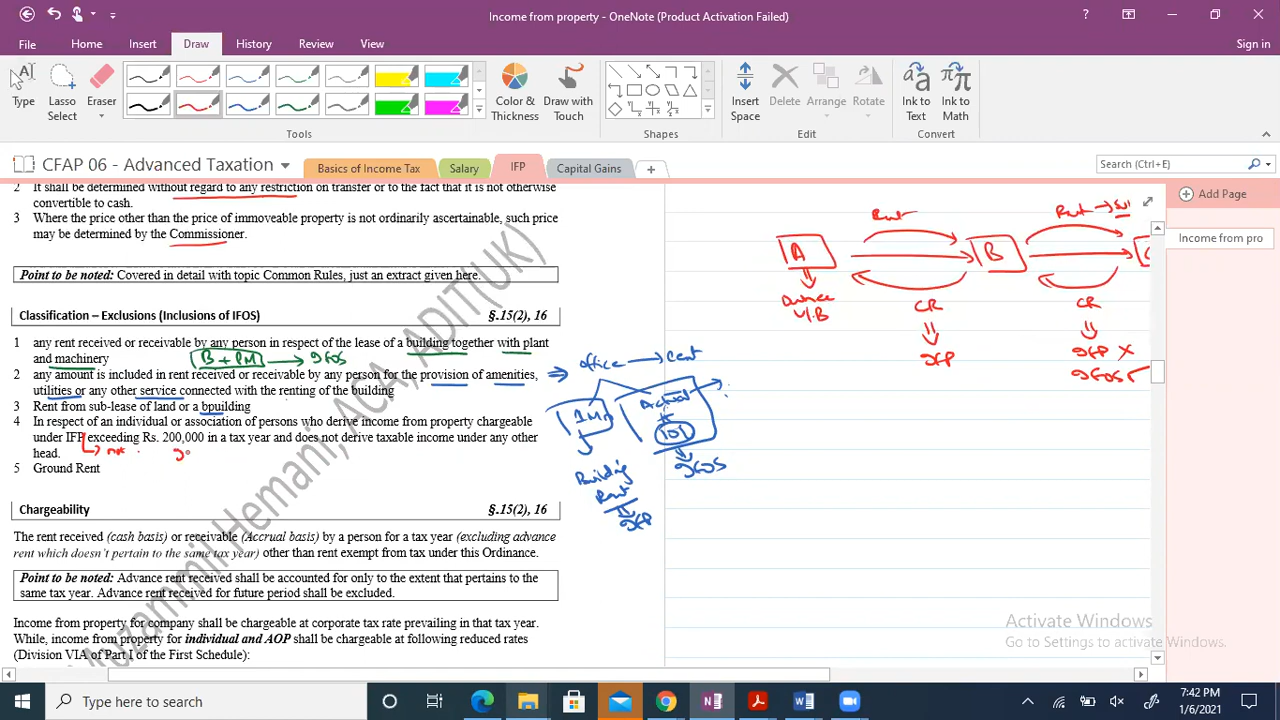 Income from property - OneNote (Product Activation Failed)
?
File Home Insert Draw History Review View Sign in
Type
Lasso Select
Eraser
Color & Thickness
Draw with Touch
Insert Space
Delete
Arrange
Rotate
Ink to Text
Ink to Math
Tools
Shapes
Edit
Convert
CFAP 06 - Advanced Taxation
Basics of Income Tax
Salary
IFP
Capital Gains
Search (Ctrl+E)
Add Page
Income from pro
2 It shall be determined without regard to any restriction on transfer or to the fact that it is not otherwise
convertible to cash.
3 Where the price other than the price of immoveable property is not ordinarily ascertainable, such price
may be determined by the Commissioner.
Point to be noted: Covered in detail with topic Common Rules, just an extract given here.
Classification – Exclusions (Inclusions of IFOS) §.15(2), 16
1 any rent received or receivable by any person in respect of the lease of a building together with plant
and machinery
B + PM
2 any amount is included in rent received or receivable by any person for the provision of amenities,
utilities or any other service connected with the renting of the building
3 Rent from sub-lease of land or a bpuilding
4 In respect of an individual or association of persons who derive income from property chargeable
under IFP exceeding Rs. 200,000 in a tax year and does not derive taxable income under any other
head.
not
5 Ground Rent
Chargeability §.15(2), 16
The rent received (cash basis) or receivable (Accrual basis) by a person for a tax year (excluding advance
rent which doesn't pertain to the same tax year) other than rent exempt from tax under this Ordinance.
Point to be noted: Advance rent received shall be accounted for only to the extent that pertains to the
same tax year. Advance rent received for future period shall be excluded.
Income from property for company shall be chargeable at corporate tax rate prevailing in that tax year.
While, income from property for individual and AOP shall be chargeable at following reduced rates
(Division VIA of Part 1 of the First Schedule):
Muzammil Hemani, ACA, ADIT(UK)
office
Building
Rent
IFP
IFOS
Rent
Rent
A
B
CR
IFP
CR
IFP X
IFOS
Activate Windows
Go to Settings to activate Windows.
Type here to search
7:42 PM
1/6/2021